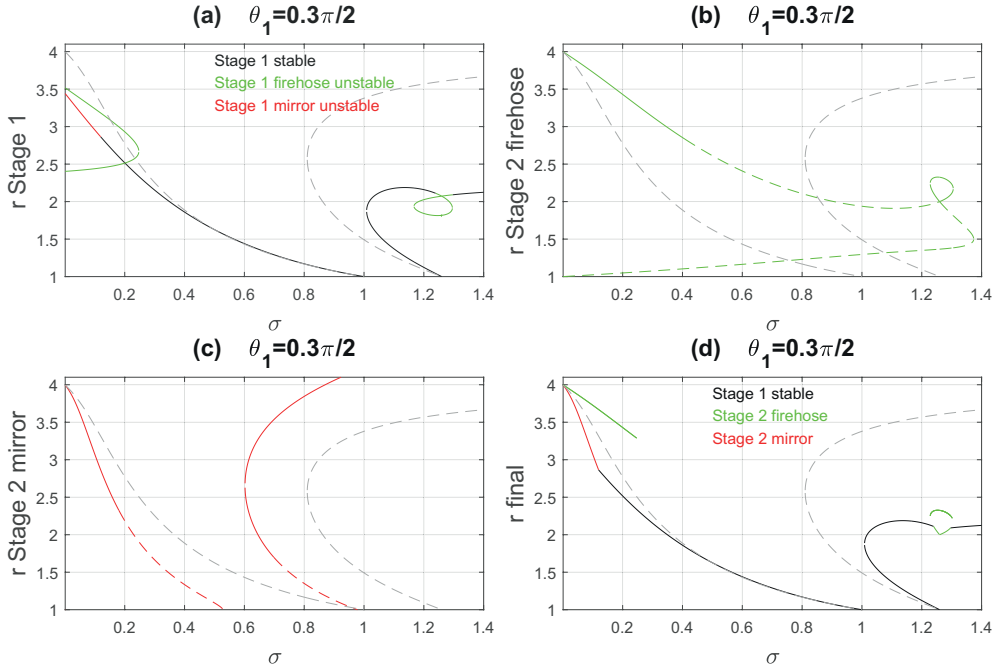 (a) θ1=0.3π/2
r Stage 1
4
3.5
3
2.5
2
1.5
1
Stage 1 stable
Stage 1 firehose unstable
Stage 1 mirror unstable
0.2 0.4 0.6 0.8 1 1.2 1.4
σ
(b) θ1=0.3π/2
r Stage 2 firehose
4
3.5
3
2.5
2
1.5
1
0.2 0.4 0.6 0.8 1 1.2 1.4
σ
(c) θ1=0.3π/2
r Stage 2 mirror
4
3.5
3
2.5
2
1.5
1
0.2 0.4 0.6 0.8 1 1.2 1.4
σ
(d) θ1=0.3π/2
r final
4
3.5
3
2.5
2
1.5
1
Stage 1 stable
Stage 2 firehose
Stage 2 mirror
0.2 0.4 0.6 0.8 1 1.2 1.4
σ